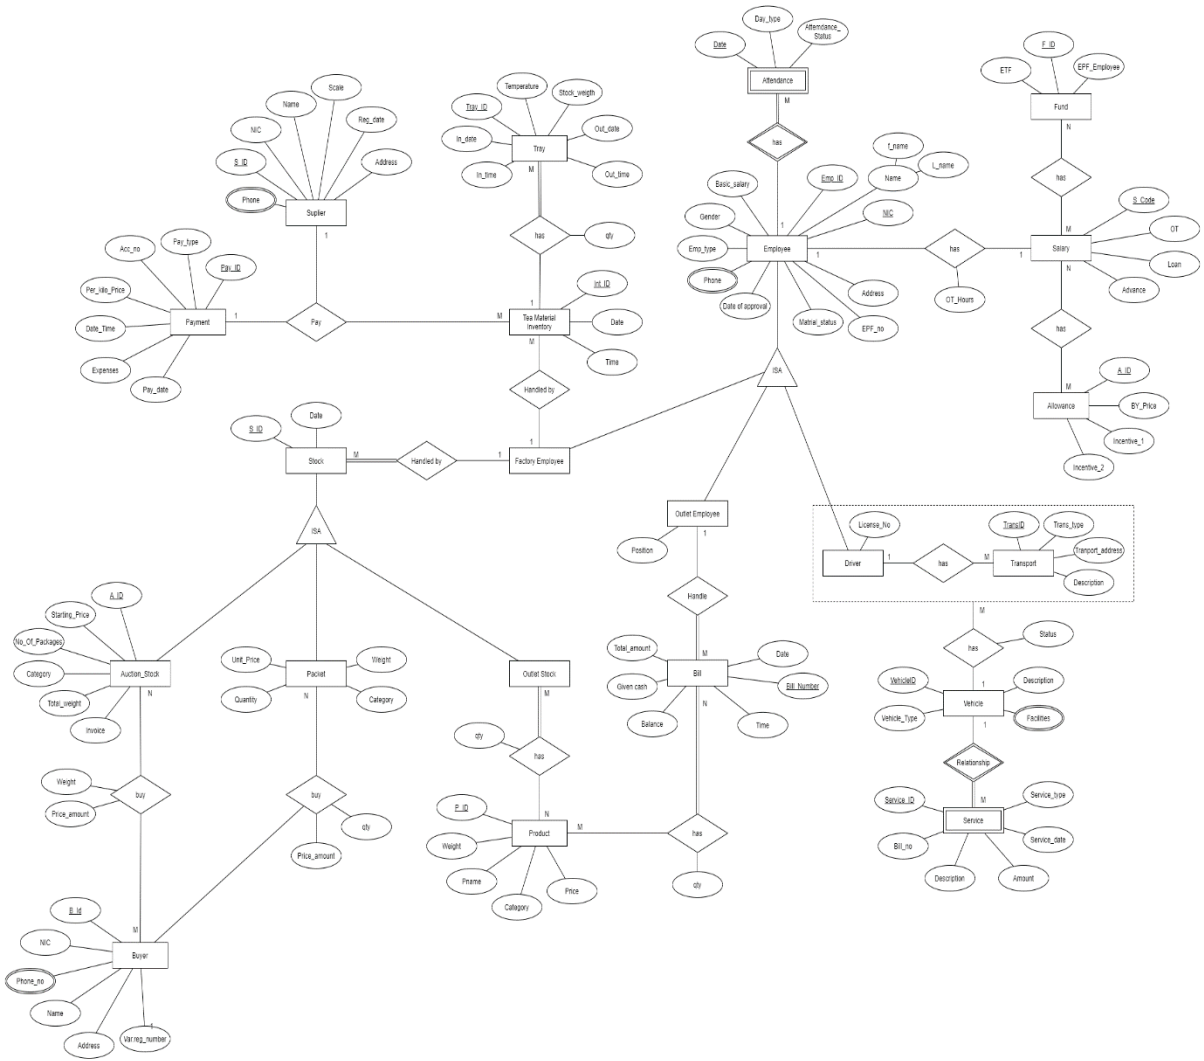 Day_type
Date
Attemdance_
Status
Attendance
M
has
F_ID
ETF
EPF_Employee
Fund
N
has
Scale
Name
NIC
Reg_date
S_ID
Address
Phone
Suplier
1
Temperature
Stock_weigth
Tray_ID
In_date
Out_date
Tray
In_time
Out_time
M
has
qty
1
f_name
L_name
Name
Emp_ID
Basic_salary
Gender
NIC
Emp_type
Employee
1
1
Phone
Date of approval
Matrial_status
EPF_no
Address
has
OT_Hours
1
M
Salary
N
S_Code
OT
Loan
Advance
has
M
Allowance
A_ID
BY_Price
Incentive_1
Incentive_2
Pay_type
Acc_no
Pay_ID
Per_kilo_Price
Date_Time
Payment
Expenses
Pay_date
1
Pay
M
Int_ID
Tea Material
Inventory
Date
Time
M
Handled by
1
Factory Employee
ISA
Date
S_ID
Stock
M
Handled by
1
ISA
Outlet Employee
1
Position
Handle
M
License_No
Driver
1
has
M
TransID
Trans_type
Tranport_address
Transport
Description
M
has
Status
1
VehicleID
Description
Vehicle
Vehicle_Type
Facilities
1
Relationship
M
Service_ID
Service_type
Service
Bill_no
Service_date
Description
Amount
A_ID
Starting_Price
No_Of_Packages
Category
Auction_Stock
N
Total_weight
Invoice
Unit_Price
Weight
Packet
Quantity
Category
N
Outlet Stock
M
qty
has
N
Total_amount
Date
Given cash
Bill
Bill_Number
Balance
Time
N
Weight
Price_amount
buy
buy
qty
Price_amount
P_ID
Weight
Product
M
Pname
Category
Price
has
qty
B_Id
NIC
M
Buyer
Phone_no
Name
Address
Var.reg_number
1